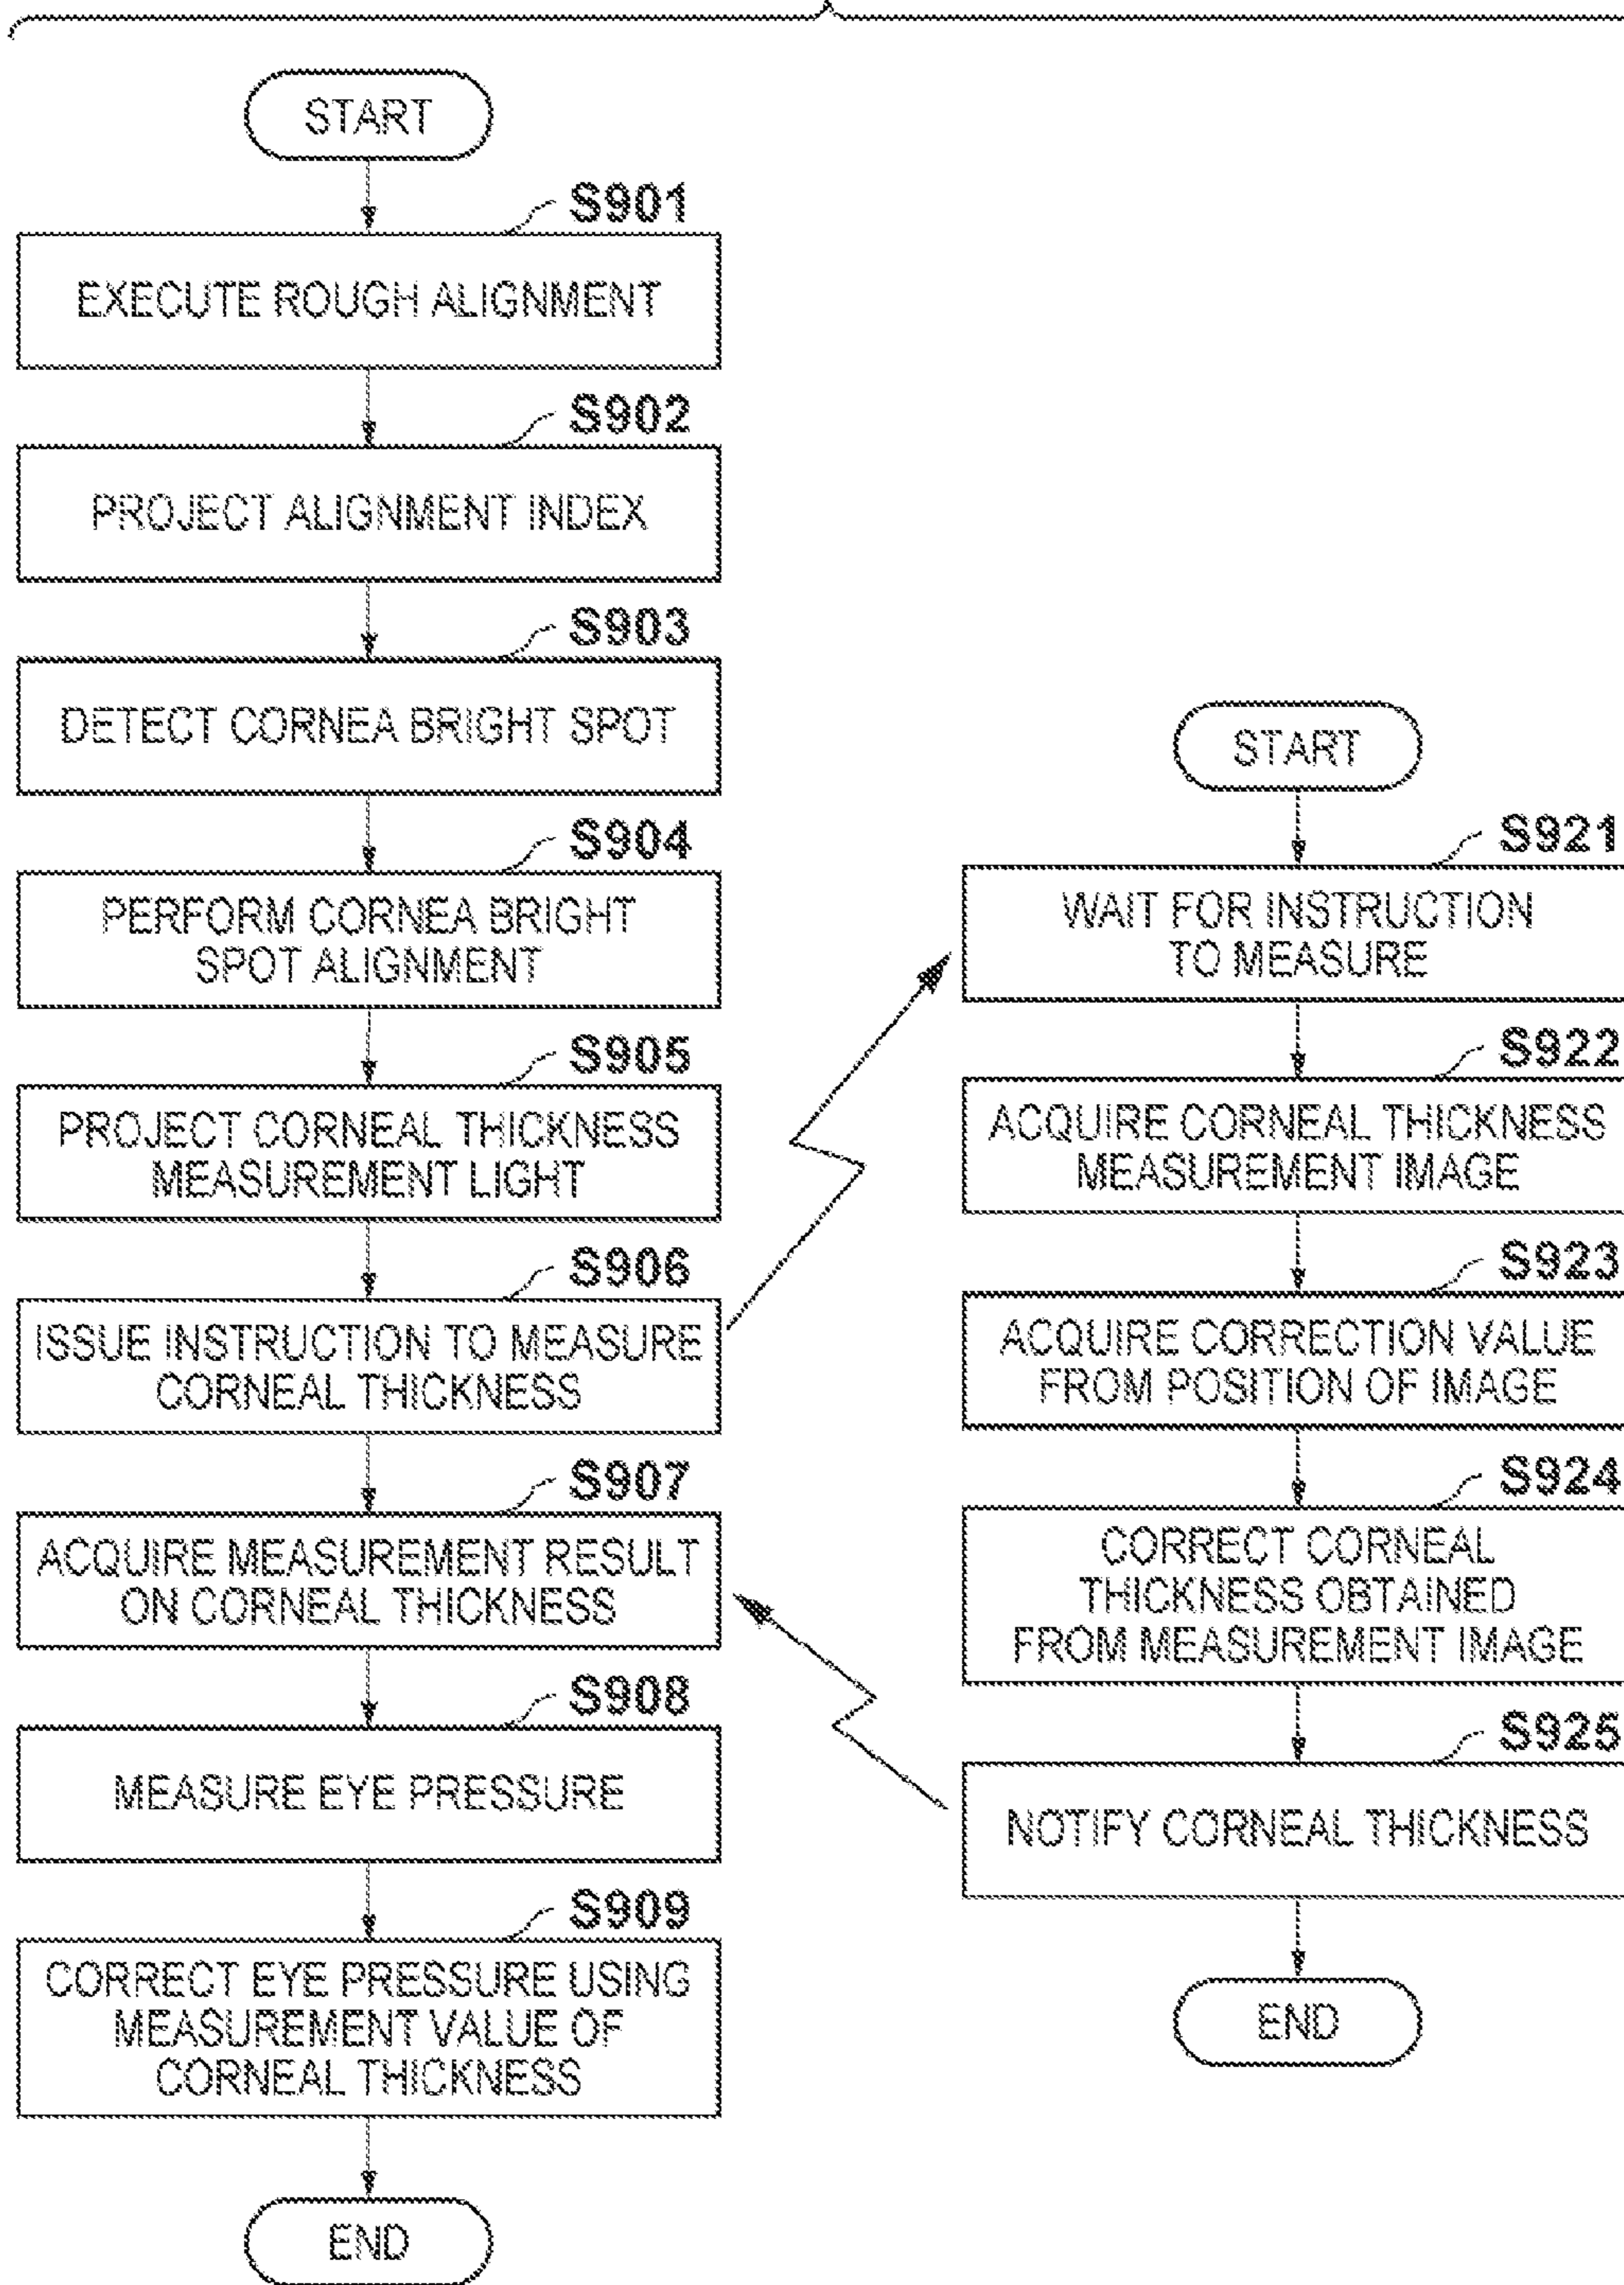 START
S901
EXECUTE ROUGH ALIGNMENT
S902
PROJECT ALIGNMENT INDEX
S903
DETECT CORNEA BRIGHT SPOT
S904
PERFORM CORNEA BRIGHT
SPOT ALIGNMENT
S905
PROJECT CORNEAL THICKNESS
MEASUREMENT LIGHT
S906
ISSUE INSTRUCTION TO MEASURE
CORNEAL THICKNESS
S907
ACQUIRE MEASUREMENT RESULT
ON CORNEAL THICKNESS
S908
MEASURE EYE PRESSURE
S909
CORRECT EYE PRESSURE USING
MEASUREMENT VALUE OF
CORNEAL THICKNESS
END
START
S921
WAIT FOR INSTRUCTION
TO MEASURE
S922
ACQUIRE CORNEAL THICKNESS
MEASUREMENT IMAGE
S923
ACQUIRE CORRECTION VALUE
FROM POSITION OF IMAGE
S924
CORRECT CORNEAL
THICKNESS OBTAINED
FROM MEASUREMENT IMAGE
S925
NOTIFY CORNEAL THICKNESS
END